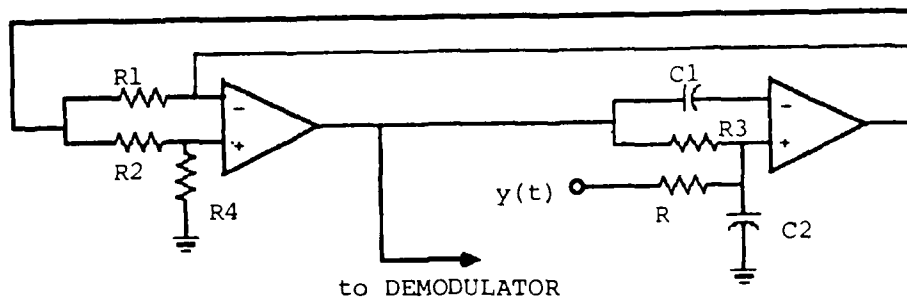 R1
−
+
R2
R4
C1
−
R3
+
y(t)
R
C2
to DEMODULATOR